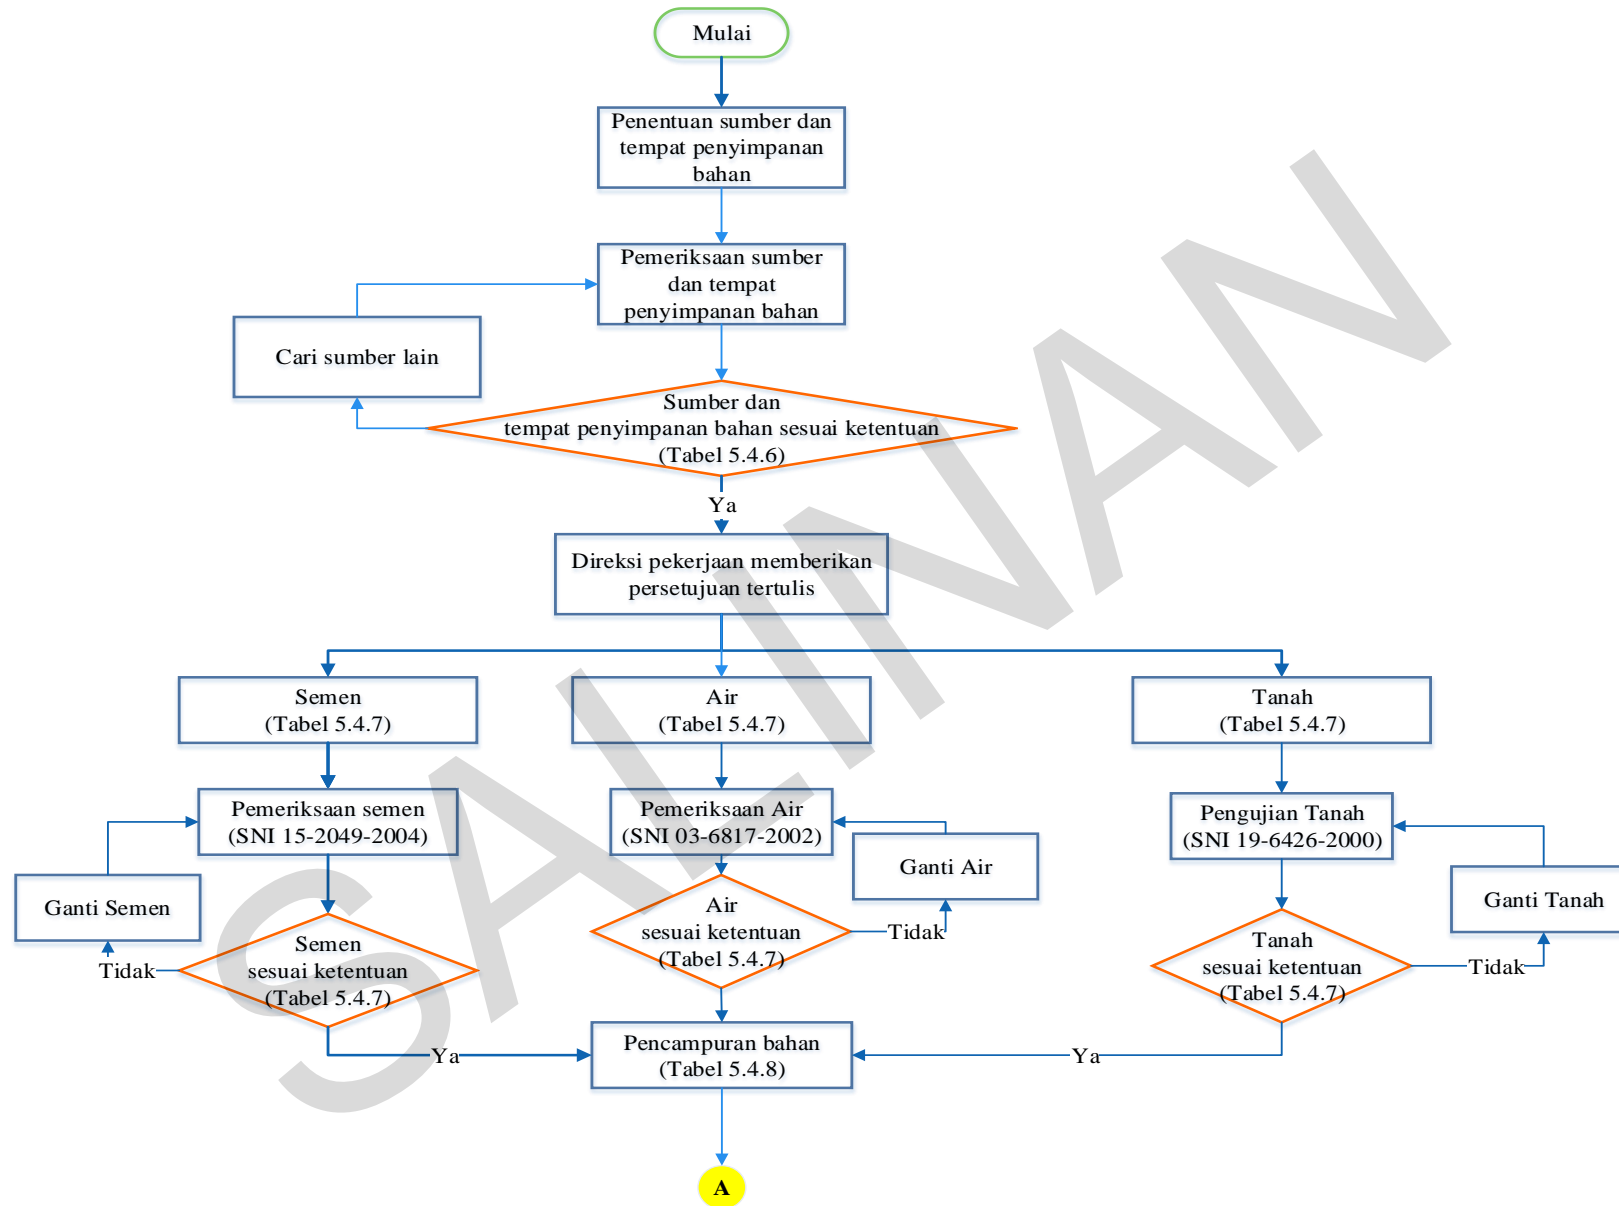 Mulai
Penentuan sumber dan
tempat penyimpanan
bahan
Pemeriksaan sumber
dan tempat
penyimpanan bahan
Cari sumber lain
Sumber dan
tempat penyimpanan bahan sesuai ketentuan
(Tabel 5.4.6)
Ya
Direksi pekerjaan memberikan
persetujuan tertulis
Semen
(Tabel 5.4.7)
Air
(Tabel 5.4.7)
Tanah
(Tabel 5.4.7)
Pemeriksaan semen
(SNI 15-2049-2004)
Pemeriksaan Air
(SNI 03-6817-2002)
Pengujian Tanah
(SNI 19-6426-2000)
Ganti Semen
Ganti Air
Ganti Tanah
Semen
sesuai ketentuan
(Tabel 5.4.7)
Tidak
Air
sesuai ketentuan
(Tabel 5.4.7)
Tidak
Tanah
sesuai ketentuan
(Tabel 5.4.7)
Tidak
Ya
Pencampuran bahan
(Tabel 5.4.8)
Ya
A
SALINAN